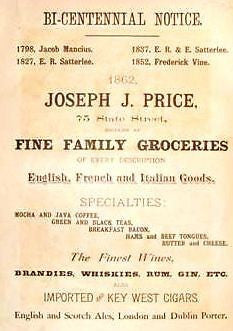 BI-CENTENNIAL NOTICE.
1798, Jacob Mancius. 1837, E. R. & E. Satterlee.
1827, E. R. Satterlee. 1852, Frederick Vine.
1862,
JOSEPH J. PRICE,
75 State Street,
FINE FAMILY GROCERIES
OF EVERY DESCRIPTION
English, French and Italian Goods.
SPECIALTIES:
MOCHA AND JAVA COFFEE,
GREEN AND BLACK TEAS,
BREAKFAST BACON,
HAMS and BEEF TONGUES,
BUTTER and CHEESE.
The Finest Wines,
BRANDIES, WHISKIES, RUM, GIN, ETC.
ALSO
IMPORTED and KEY WEST CIGARS.
English and Scotch Ales, London and Dublin Porter.